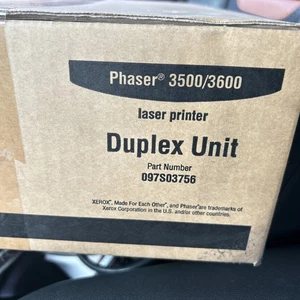 Phaser® 3500/3600
laser printer
Duplex Unit
Part Number
097S03756
XEROX®, Made For Each Other®, and Phaser®are trademarks of
Xerox Corporation in the U.S. and/or other countries.